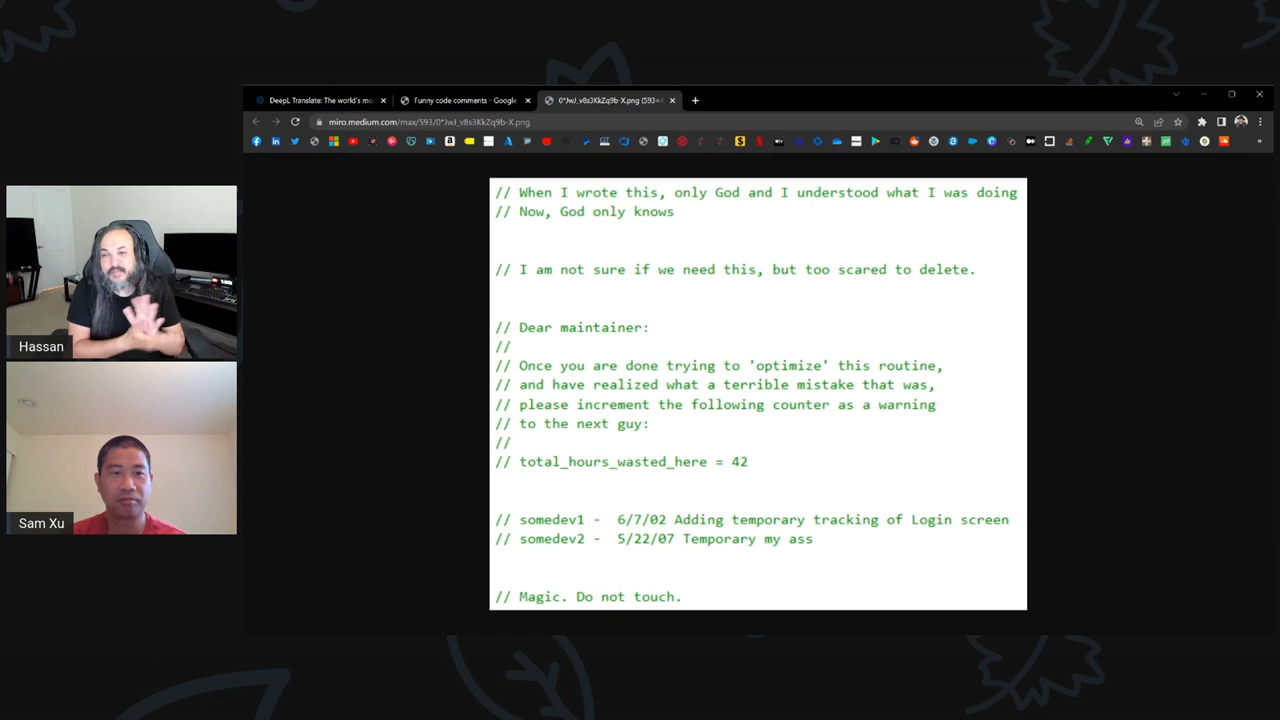 DeepL Translate: The world's mo
Funny code comments - Google
miro.medium.com/max/593/0*JwJ_v8s3KkZq9b-X.png
// When I wrote this, only God and I understood what I was doing
// Now, God only knows
// I am not sure if we need this, but too scared to delete.
// Dear maintainer:
//
// Once you are done trying to 'optimize' this routine,
// and have realized what a terrible mistake that was,
// please increment the following counter as a warning
// to the next guy:
//
// total_hours_wasted_here = 42
// somedev1 - 6/7/02 Adding temporary tracking of Login screen
// somedev2 - 5/22/07 Temporary my ass
// Magic. Do not touch.
Hassan
Sam Xu